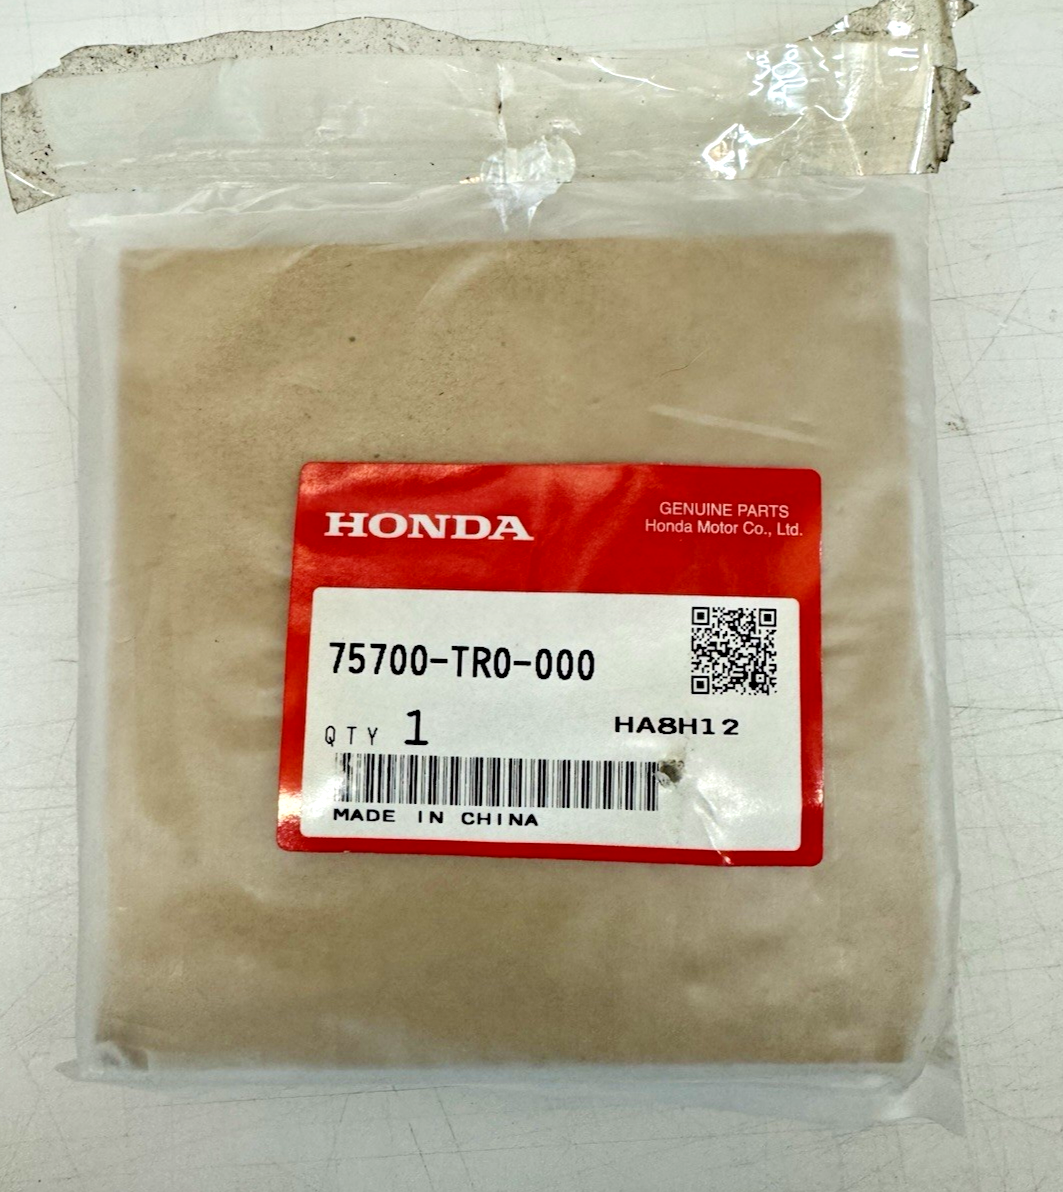 HONDA
GENUINE PARTS
Honda Motor Co., Ltd.
75700-TR0-000
QTY 1
HA8H12
MADE IN CHINA